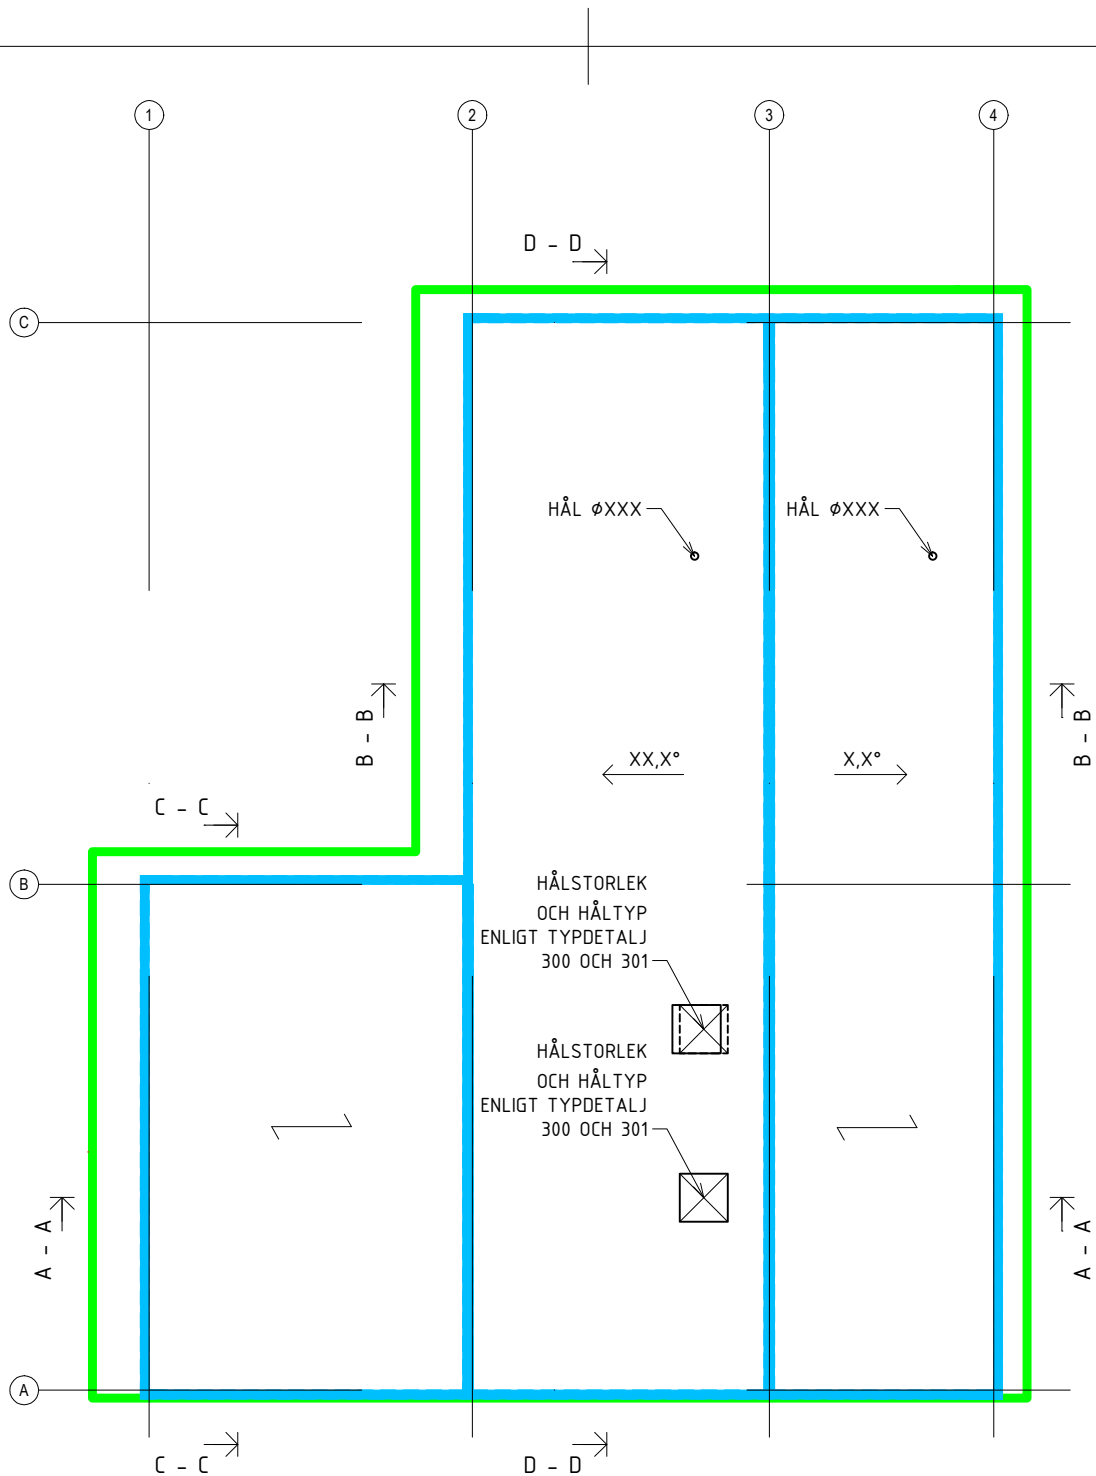 1
2
3
4
D - D
C
HÅL ØXXX
HÅL ØXXX
B - B
B - B
XX,X°
X,X°
C - C
B
HÅLSTORLEK
OCH HÅLTYP
ENLIGT TYPDETALJ
300 OCH 301
HÅLSTORLEK
OCH HÅLTYP
ENLIGT TYPDETALJ
300 OCH 301
A - A
A - A
A
C - C
D - D